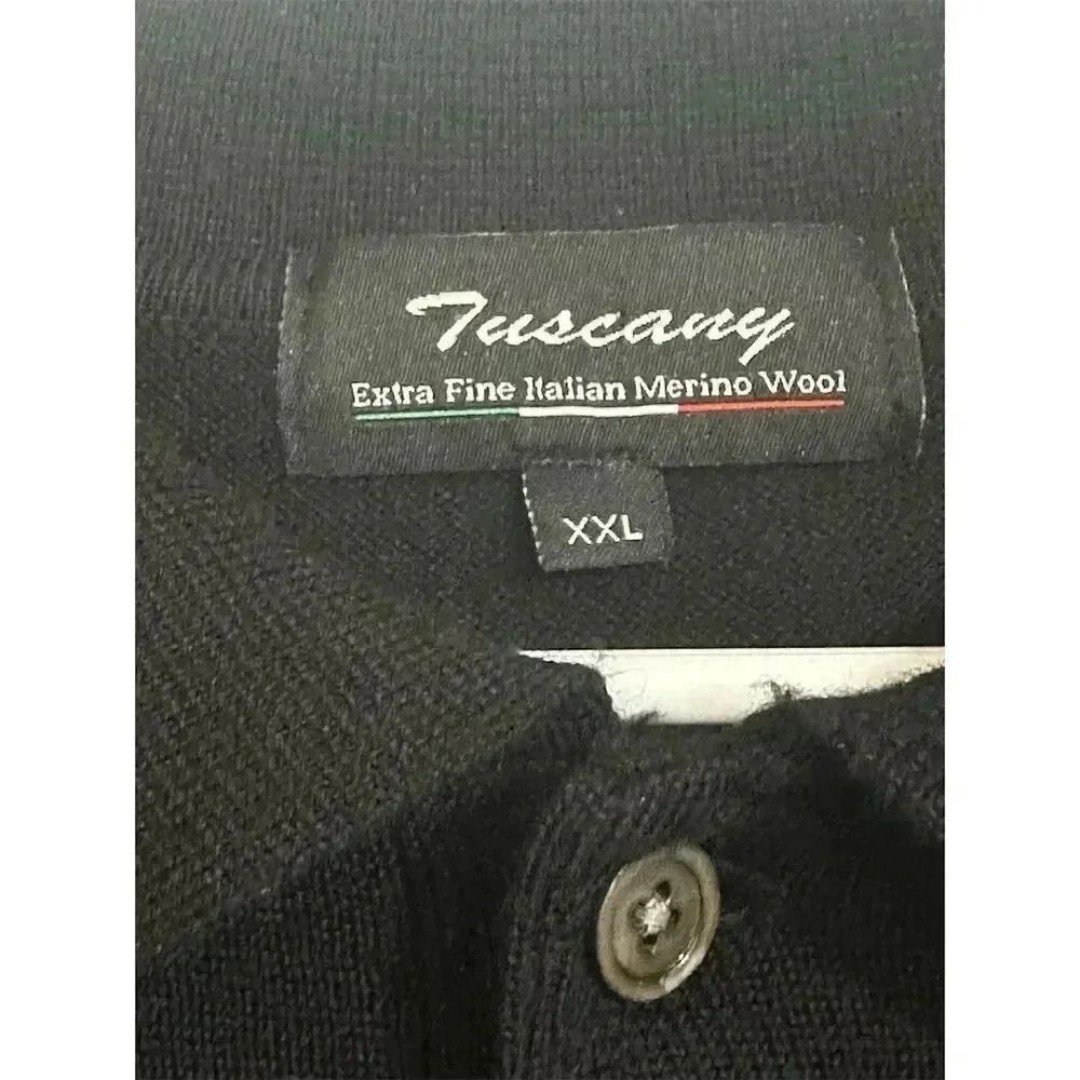 Tuscany
Extra Fine Italian Merino Wool
XXL